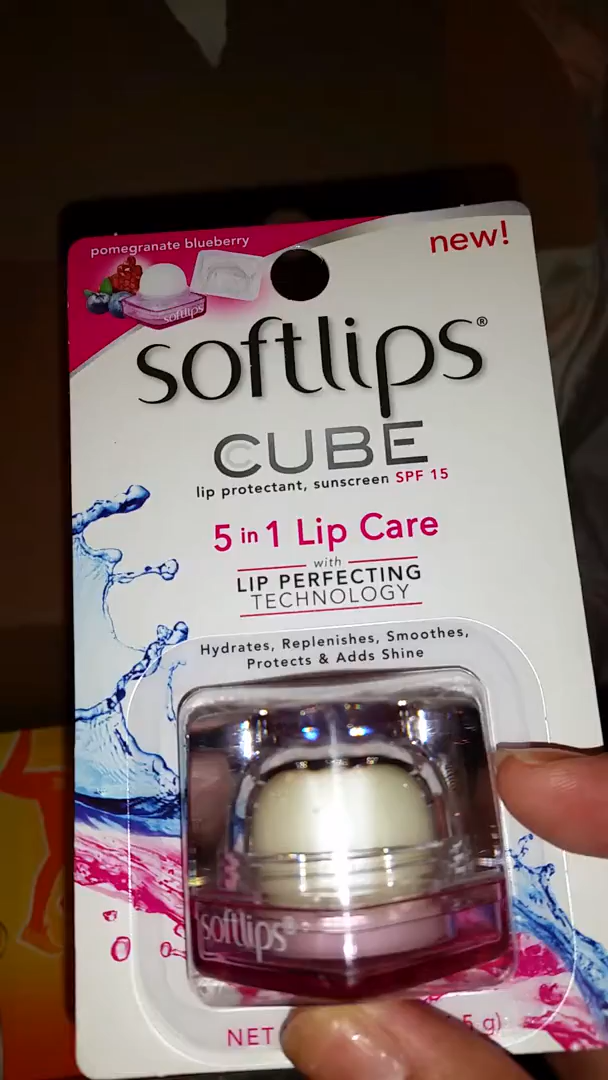 pomegranate blueberry
new!
softlips
softlips®
CUBE
lip protectant, sunscreen SPF 15
5 in 1 Lip Care
with
LIP PERFECTING
TECHNOLOGY
Hydrates, Replenishes, Smoothes,
Protects & Adds Shine
softlips®
NET g)